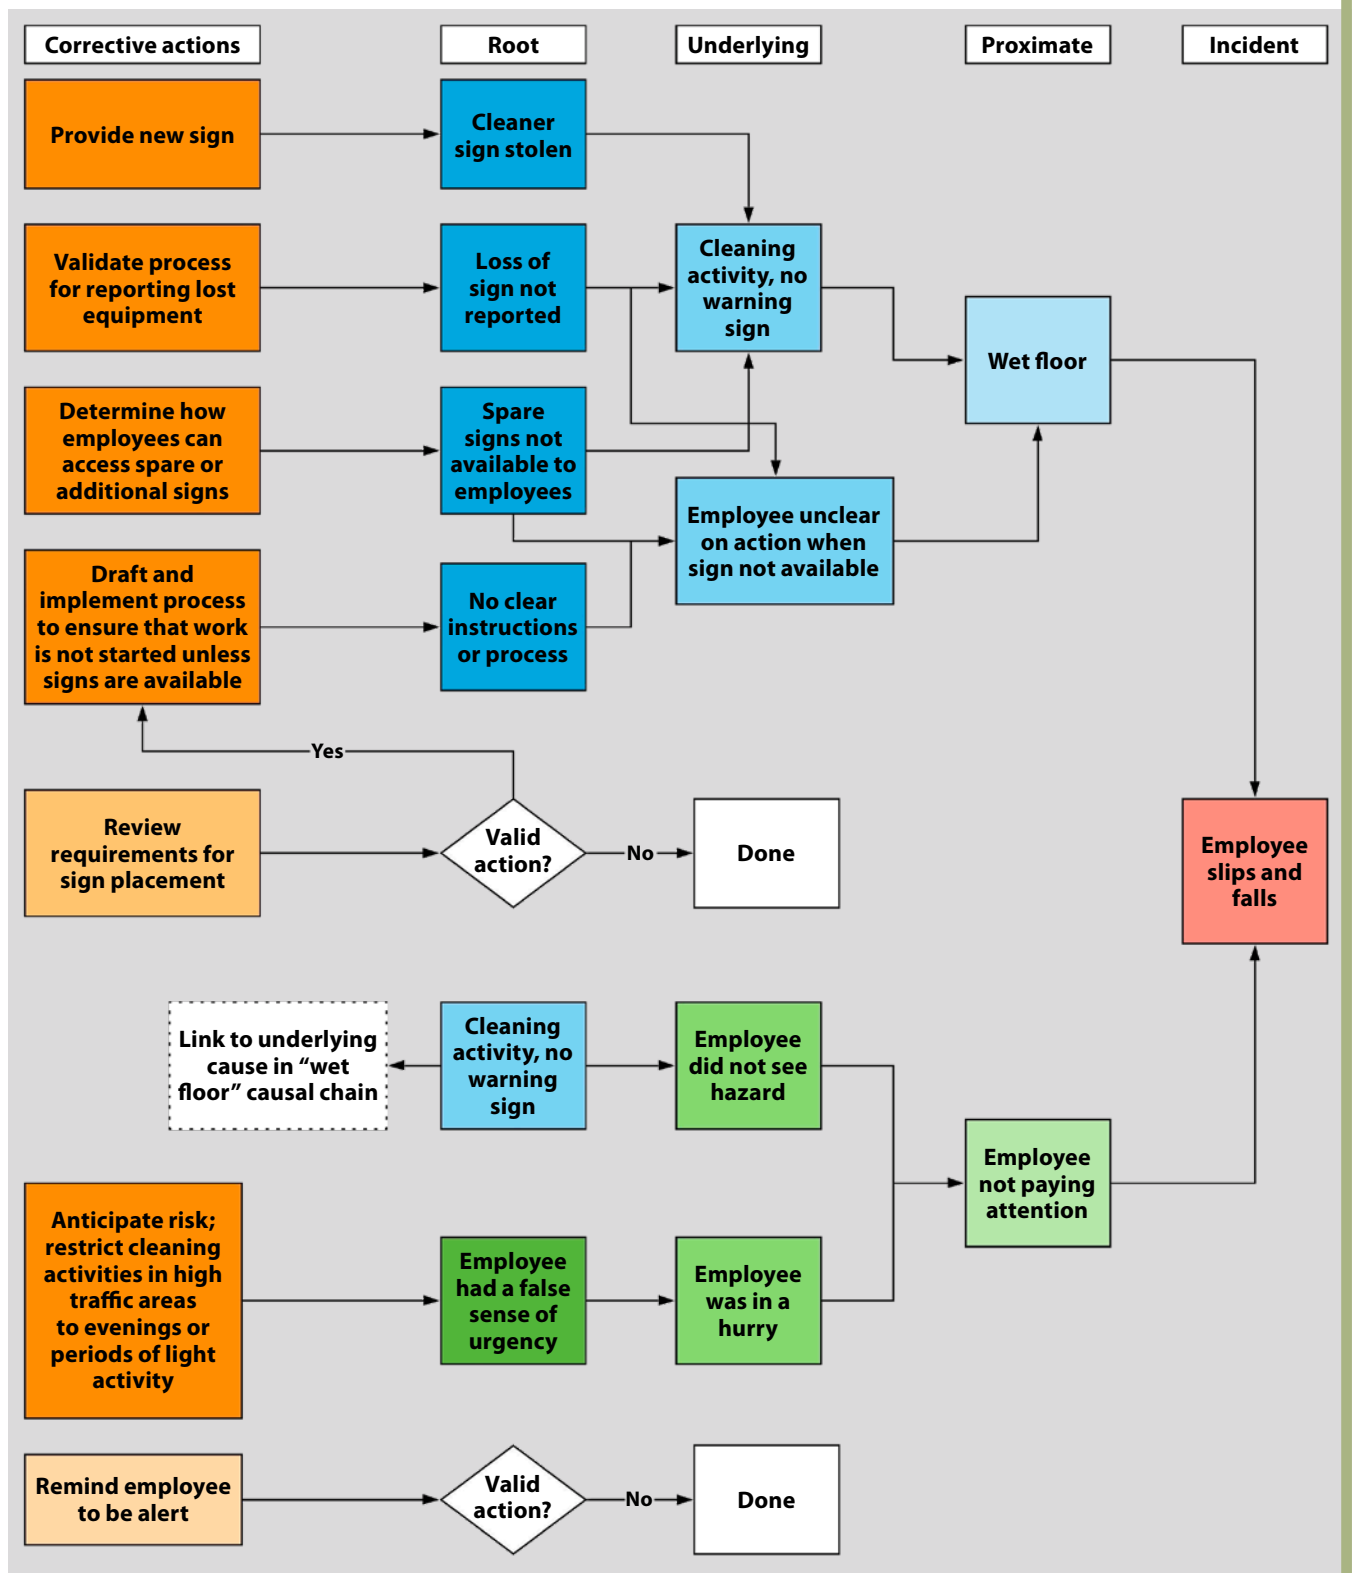 Corrective actions
Root
Underlying
Proximate
Incident
Provide new sign
Cleaner
sign stolen
Validate process
for reporting lost
equipment
Loss of
sign not
reported
Cleaning
activity, no
warning
sign
Wet floor
Determine how
employees can
access spare or
additional signs
Spare
signs not
available to
employees
Employee unclear
on action when
sign not available
Draft and
implement process
to ensure that work
is not started unless
signs are available
No clear
instructions
or process
Yes
Review
requirements for
sign placement
Valid
action?
No
Done
Employee
slips and
falls
Link to underlying
cause in “wet
floor” causal chain
Cleaning
activity, no
warning
sign
Employee
did not see
hazard
Employee
not paying
attention
Anticipate risk;
restrict cleaning
activities in high
traffic areas
to evenings or
periods of light
activity
Employee
had a false
sense of
urgency
Employee
was in a
hurry
Remind employee
to be alert
Valid
action?
No
Done